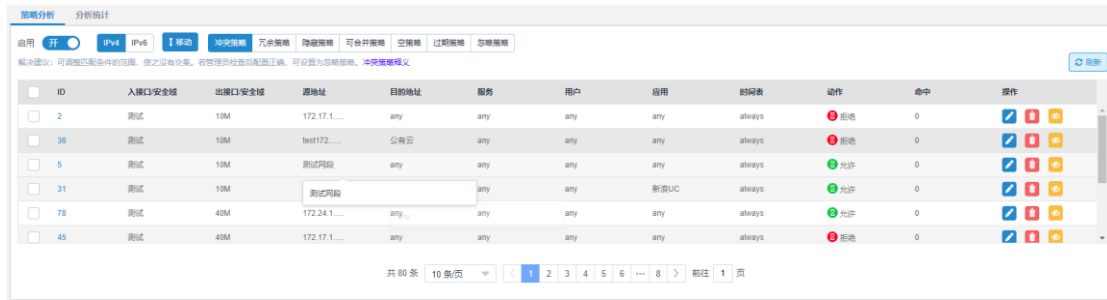 策略分析 分析统计
启用 开 IPv4 IPv6 移动 冲突策略 冗余策略 隐藏策略 可合并策略 空策略 过期策略 忽略策略
解决建议：可调整匹配条件的范围，使之没有交集。若管理员检查后配置正确，可设置为忽略策略。冲突策略释义 刷新
ID 入接口/安全域 出接口/安全域 源地址 目的地址 服务 用户 应用 时间表 动作 命中 操作
2 测试 10M 172.17.1..... any any any any always 拒绝 0
36 测试 10M test172...... 公有云 any any any always 拒绝 0
5 测试 10M 测试网段 any any any any always 允许 0
31 测试 10M 测试网段 any any 新浪UC always 允许 0
78 测试 40M 172.24.1..... any any any any always 允许 0
45 测试 40M 172.17.1..... any any any any always 拒绝 0
共 80 条 10 条/页 1 2 3 4 5 6 ... 8 前往 1 页